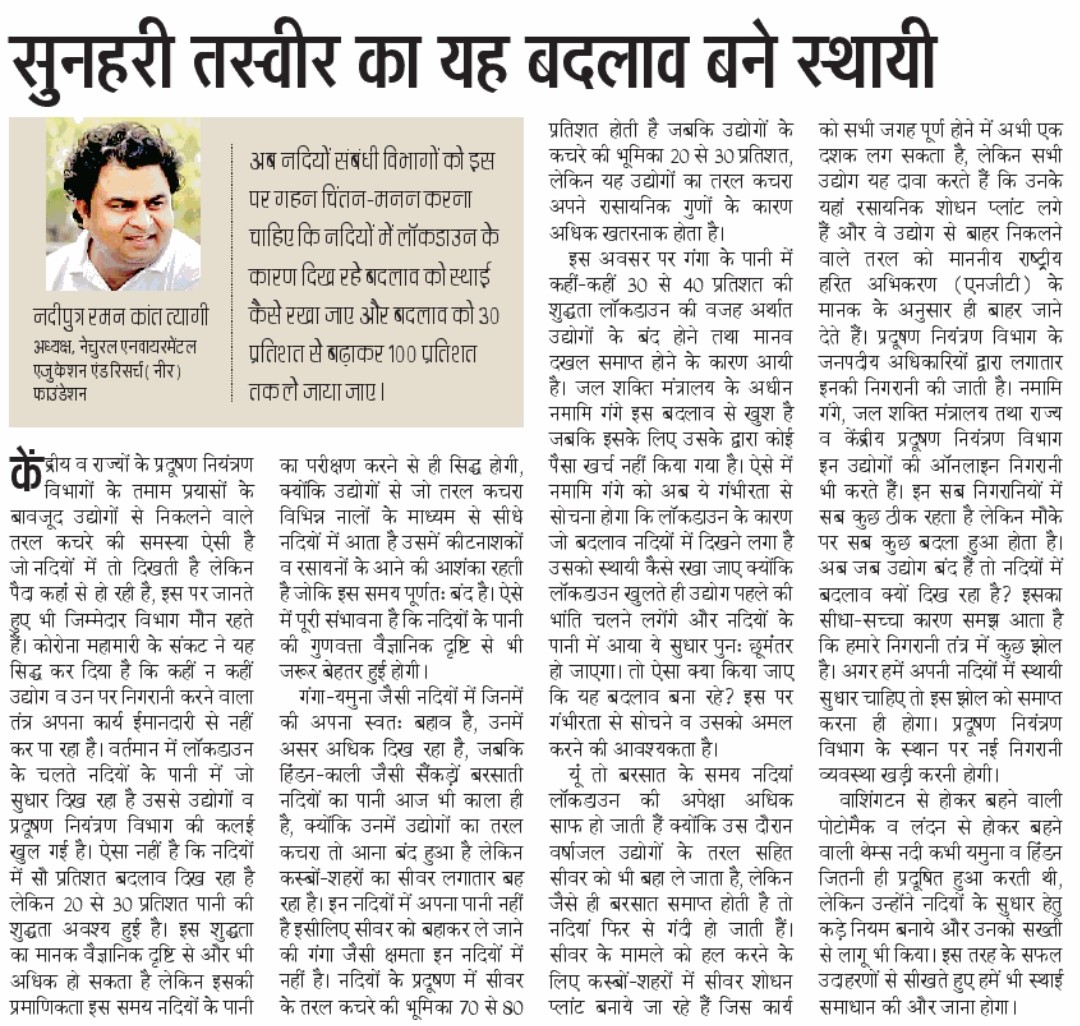 सुनहरी तस्वीर का यह बदलाव बने स्थायी
नदीपुत्र रमन कांत त्यागी
अध्यक्ष, नेचुरल एनवायरमेंटल
एजुकेशन एंड रिसर्च( नीर)
फाउंडेशन
अब नदियों संबंधी विभागों को इस
पर गहन चिंतन-मनन करना
चाहिए कि नदियों में लॉकडाउन के
कारण दिख रहे बदलाव को स्थाई
कैसे रखा जाए और बदलाव को 30
प्रतिशत से बढ़ाकर 100 प्रतिशत
तक ले जाया जाए।
केंद्रीय व राज्यों के प्रदूषण नियंत्रण
विभागों के तमाम प्रयासों के
बावजूद उद्योगों से निकलने वाले
तरल कचरे की समस्या ऐसी है
जो नदियों में तो दिखती है लेकिन
पैदा कहां से हो रही है, इस पर जानते
हुए भी जिम्मेदार विभाग मौन रहते
हैं। कोरोना महामारी के संकट ने यह
सिद्ध कर दिया है कि कहीं न कहीं
उद्योग व उन पर निगरानी करने वाला
तंत्र अपना कार्य ईमानदारी से नहीं
कर पा रहा है। वर्तमान में लॉकडाउन
के चलते नदियों के पानी में जो
सुधार दिख रहा है उससे उद्योगों व
प्रदूषण नियंत्रण विभाग की कलई
खुल गई है। ऐसा नहीं है कि नदियों
में सौ प्रतिशत बदलाव दिख रहा है
लेकिन 20 से 30 प्रतिशत पानी की
शुद्धता अवश्य हुई है। इस शुद्धता
का मानक वैज्ञानिक दृष्टि से और भी
अधिक हो सकता है लेकिन इसकी
प्रमाणिकता इस समय नदियों के पानी
का परीक्षण करने से ही सिद्ध होगी,
क्योंकि उद्योगों से जो तरल कचरा
विभिन्न नालों के माध्यम से सीधे
नदियों में आता है उसमें कीटनाशकों
व रसायनों के आने की आशंका रहती
है जोकि इस समय पूर्णतः बंद है। ऐसे
में पूरी संभावना है कि नदियों के पानी
की गुणवत्ता वैज्ञानिक दृष्टि से भी
जरूर बेहतर हुई होगी।
गंगा-यमुना जैसी नदियों में जिनमें
की अपना स्वतः बहाव है, उनमें
असर अधिक दिख रहा है, जबकि
हिंडन-काली जैसी सैंकड़ों बरसाती
नदियों का पानी आज भी काला ही
है, क्योंकि उनमें उद्योगों का तरल
कचरा तो आना बंद हुआ है लेकिन
कस्बों-शहरों का सीवर लगातार बह
रहा है। इन नदियों में अपना पानी नहीं
है इसीलिए सीवर को बहाकर ले जाने
की गंगा जैसी क्षमता इन नदियों में
नहीं है। नदियों के प्रदूषण में सीवर
के तरल कचरे की भूमिका 70 से 80
प्रतिशत होती है जबकि उद्योगों के
कचरे की भूमिका 20 से 30 प्रतिशत,
लेकिन यह उद्योगों का तरल कचरा
अपने रासायनिक गुणों के कारण
अधिक खतरनाक होता है।
इस अवसर पर गंगा के पानी में
कहीं-कहीं 30 से 40 प्रतिशत की
शुद्धता लॉकडाउन की वजह अर्थात
उद्योगों के बंद होने तथा मानव
दखल समाप्त होने के कारण आयी
है। जल शक्ति मंत्रालय के अधीन
नमामि गंगे इस बदलाव से खुश है
जबकि इसके लिए उसके द्वारा कोई
पैसा खर्च नहीं किया गया है। ऐसे में
नमामि गंगे को अब ये गंभीरता से
सोचना होगा कि लॉकडाउन के कारण
जो बदलाव नदियों में दिखने लगा है
उसको स्थायी कैसे रखा जाए क्योंकि
लॉकडाउन खुलते ही उद्योग पहले की
भांति चलने लगेंगे और नदियों के
पानी में आया ये सुधार पुनः छूमंतर
हो जाएगा। तो ऐसा क्या किया जाए
कि यह बदलाव बना रहे? इस पर
गंभीरता से सोचने व उसको अमल
करने की आवश्यकता है।
यूं तो बरसात के समय नदियां
लॉकडाउन की अपेक्षा अधिक
साफ हो जाती हैं क्योंकि उस दौरान
वर्षाजल उद्योगों के तरल सहित
सीवर को भी बहा ले जाता है, लेकिन
जैसे ही बरसात समाप्त होती है तो
नदियां फिर से गंदी हो जाती हैं।
सीवर के मामले को हल करने के
लिए कस्बों-शहरों में सीवर शोधन
प्लांट बनाये जा रहे हैं जिस कार्य
को सभी जगह पूर्ण होने में अभी एक
दशक लग सकता है, लेकिन सभी
उद्योग यह दावा करते हैं कि उनके
यहां रसायनिक शोधन प्लांट लगे
हैं और वे उद्योग से बाहर निकलने
वाले तरल को माननीय राष्ट्रीय
हरित अभिकरण (एनजीटी) के
मानक के अनुसार ही बाहर जाने
देते हैं। प्रदूषण नियंत्रण विभाग के
जनपदीय अधिकारियों द्वारा लगातार
इनकी निगरानी की जाती है। नमामि
गंगे, जल शक्ति मंत्रालय तथा राज्य
व केंद्रीय प्रदूषण नियंत्रण विभाग
इन उद्योगों की ऑनलाइन निगरानी
भी करते हैं। इन सब निगरानियों में
सब कुछ ठीक रहता है लेकिन मौके
पर सब कुछ बदला हुआ होता है।
अब जब उद्योग बंद हैं तो नदियों में
बदलाव क्यों दिख रहा है? इसका
सीधा-सच्चा कारण समझ आता है
कि हमारे निगरानी तंत्र में कुछ झोल
है। अगर हमें अपनी नदियों में स्थायी
सुधार चाहिए तो इस झोल को समाप्त
करना ही होगा। प्रदूषण नियंत्रण
विभाग के स्थान पर नई निगरानी
व्यवस्था खड़ी करनी होगी।
वाशिंगटन से होकर बहने वाली
पोटोमैक व लंदन से होकर बहने
वाली थेम्स नदी कभी यमुना व हिंडन
जितनी ही प्रदूषित हुआ करती थी,
लेकिन उन्होंने नदियों के सुधार हेतु
कड़े नियम बनाये और उनको सख्ती
से लागू भी किया। इस तरह के सफल
उदाहरणों से सीखते हुए हमें भी स्थाई
समाधान की और जाना होगा।